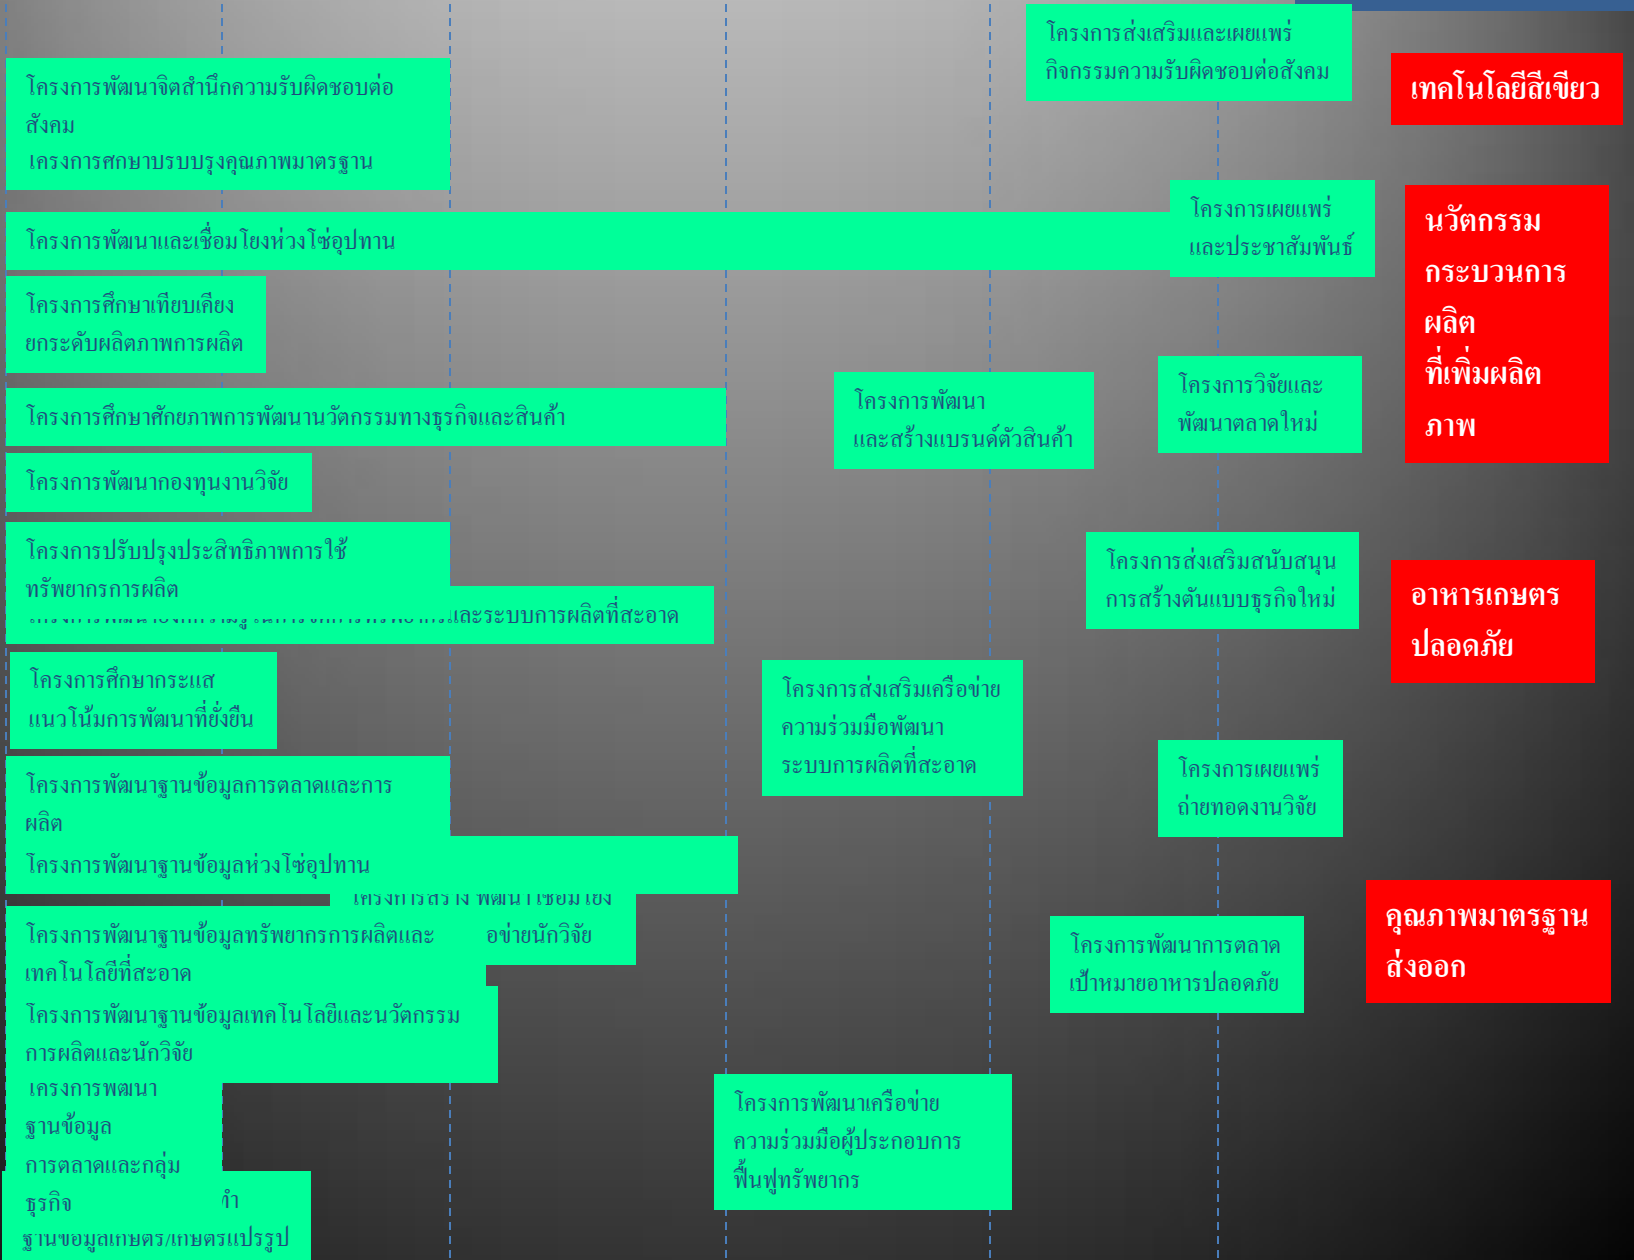 โครงการส่งเสริมและเผยแพร่
กิจกรรมความรับผิดชอบต่อสังคม
เทคโนโลยีสีเขียว
โครงการพัฒนาจิตสำนึกความรับผิดชอบต่อ
สังคม
โครงการศึกษาปรับปรุงคุณภาพมาตรฐาน
โครงการเผยแพร่
และประชาสัมพันธ์
นวัตกรรม
กระบวนการ
ผลิต
ที่เพิ่มผลิต
ภาพ
โครงการพัฒนาและเชื่อมโยงห่วงโซ่อุปทาน
โครงการศึกษาเทียบเคียง
ยกระดับผลิตภาพการผลิต
โครงการศึกษาศักยภาพการพัฒนานวัตกรรมทางธุรกิจและสินค้า
โครงการพัฒนา
และสร้างแบรนด์ตัวสินค้า
โครงการวิจัยและ
พัฒนาตลาดใหม่
โครงการพัฒนากองทุนงานวิจัย
โครงการปรับปรุงประสิทธิภาพการใช้
ทรัพยากรการผลิต
และระบบการผลิตที่สะอาด
โครงการส่งเสริมสนับสนุน
การสร้างต้นแบบธุรกิจใหม่
อาหารเกษตร
ปลอดภัย
โครงการศึกษากระแส
แนวโน้มการพัฒนาที่ยั่งยืน
โครงการส่งเสริมเครือข่าย
ความร่วมมือพัฒนา
ระบบการผลิตที่สะอาด
โครงการเผยแพร่
ถ่ายทอดงานวิจัย
โครงการพัฒนาฐานข้อมูลการตลาดและการ
ผลิต
โครงการพัฒนาฐานข้อมูลห่วงโซ่อุปทาน
โครงการสร้าง พัฒนา เชื่อมโยง
อข่ายนักวิจัย
โครงการพัฒนาฐานข้อมูลทรัพยากรการผลิตและ
เทคโนโลยีที่สะอาด
โครงการพัฒนาการตลาด
เป้าหมายอาหารปลอดภัย
คุณภาพมาตรฐาน
ส่งออก
โครงการพัฒนาฐานข้อมูลเทคโนโลยีและนวัตกรรม
การผลิตและนักวิจัย
โครงการพัฒนา
ฐานข้อมูล
การตลาดและกลุ่ม
ธุรกิจ
โครงการพัฒนาเครือข่าย
ความร่วมมือผู้ประกอบการ
ฟื้นฟูทรัพยากร
ทำ
ฐานข้อมูลเกษตร/เกษตรแปรรูป